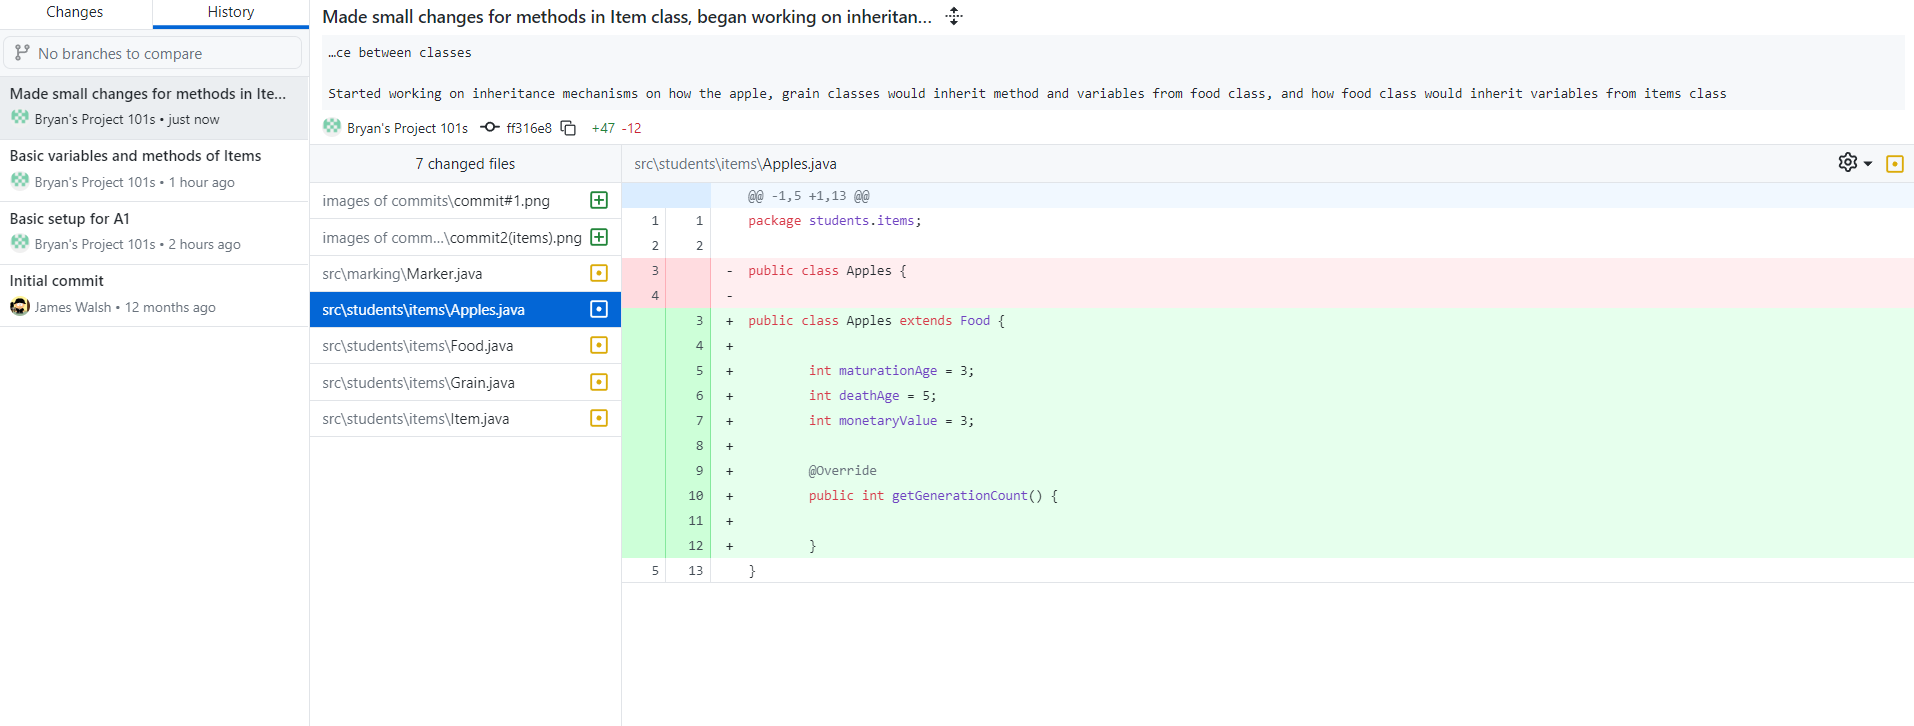 Changes
History
No branches to compare
Made small changes for methods in Ite...
Bryan's Project 101s • just now
Basic variables and methods of Items
Bryan's Project 101s • 1 hour ago
Basic setup for A1
Bryan's Project 101s • 2 hours ago
Initial commit
James Walsh • 12 months ago
Made small changes for methods in Item class, began working on inheritan...
…ce between classes
Started working on inheritance mechanisms on how the apple, grain classes would inherit method and variables from food class, and how food class would inherit variables from items class
Bryan's Project 101s ff316e8 +47 -12
7 changed files
images of commits\commit#1.png
images of comm...\commit2(items).png
src\marking\Marker.java
src\students\items\Apples.java
src\students\items\Food.java
src\students\items\Grain.java
src\students\items\Item.java
src\students\items\Apples.java
@@ -1,5 +1,13 @@
1 1 package students.items;
2 2
3 - public class Apples {
4 -
3 + public class Apples extends Food {
4 +
5 + int maturationAge = 3;
6 + int deathAge = 5;
7 + int monetaryValue = 3;
8 +
9 + @Override
10 + public int getGenerationCount() {
11 +
12 + }
5 13 }